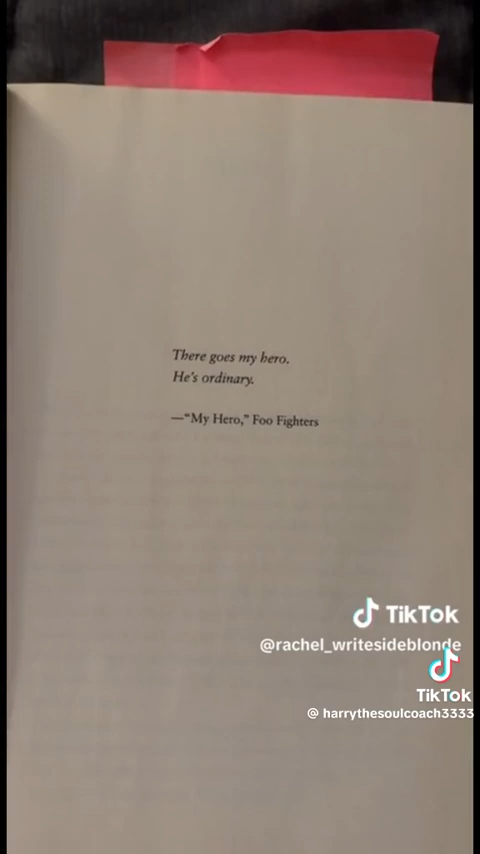 There goes my hero.
He's ordinary.
—“My Hero,” Foo Fighters
TikTok
@rachel_writesideblonde
TikTok
@ harrythesoulcoach3333